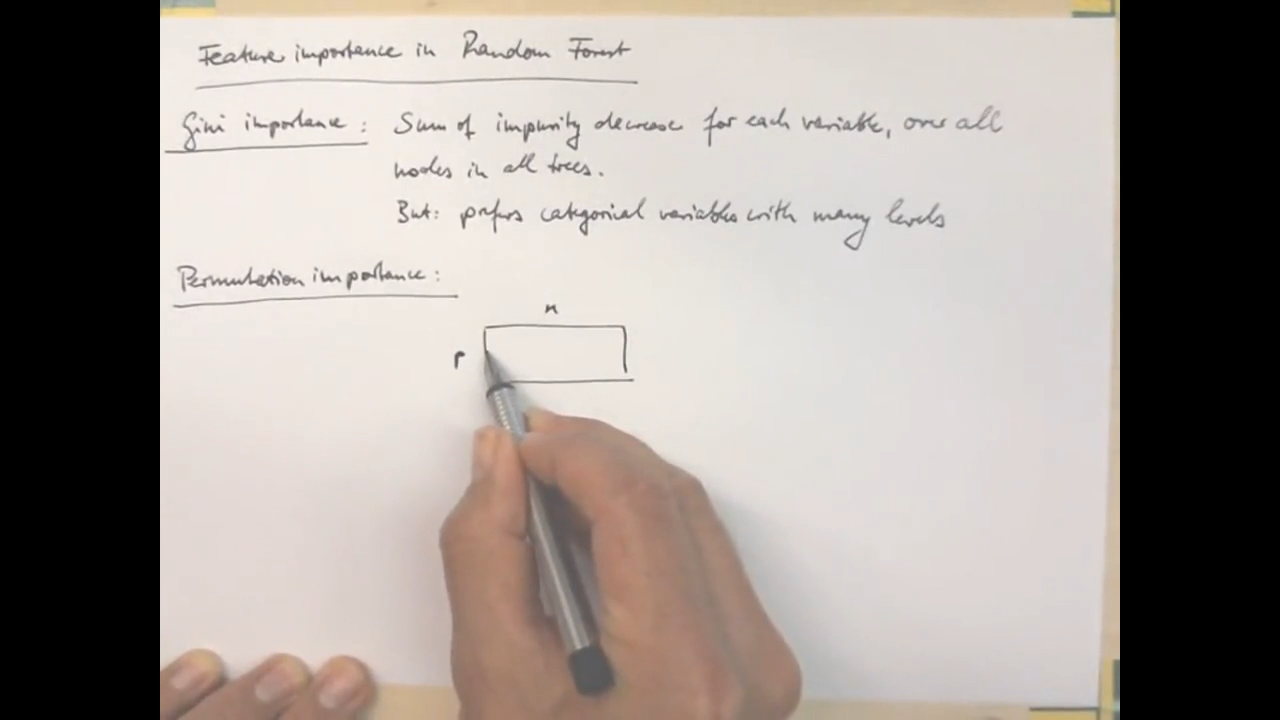 Feature importance in Random Forest
Gini importance: Sum of impurity decrease for each variable, over all
nodes in all trees.
But: prefers categorical variables with many levels
Permutation importance:
n
p